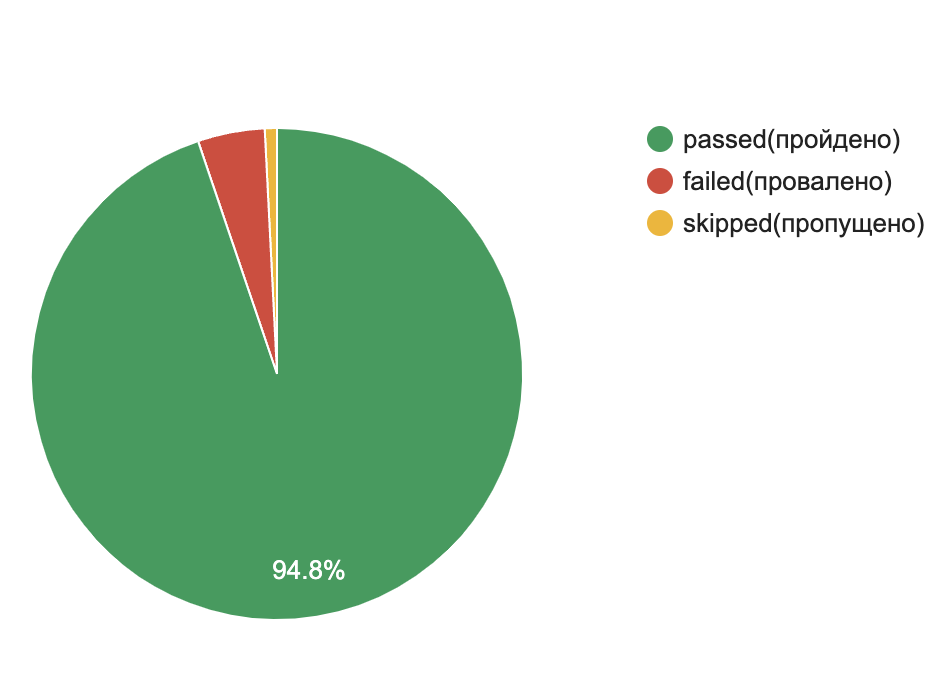 passed(пройдено)
failed(провалено)
skipped(пропущено)
94.8%